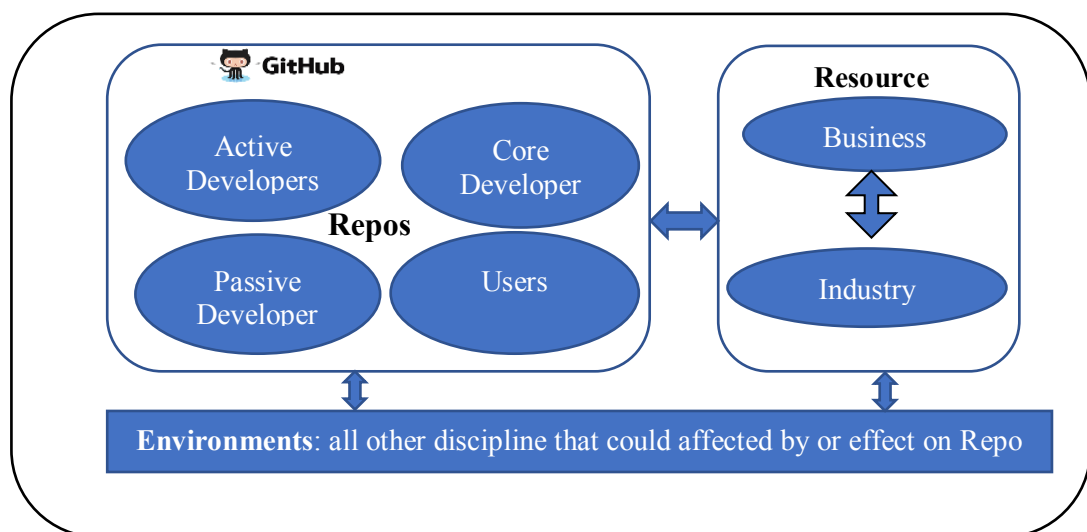 GitHub
Active
Developers
Core
Developer
Repos
Passive
Developer
Users
Resource
Business
Industry
Environments: all other discipline that could affected by or effect on Repo